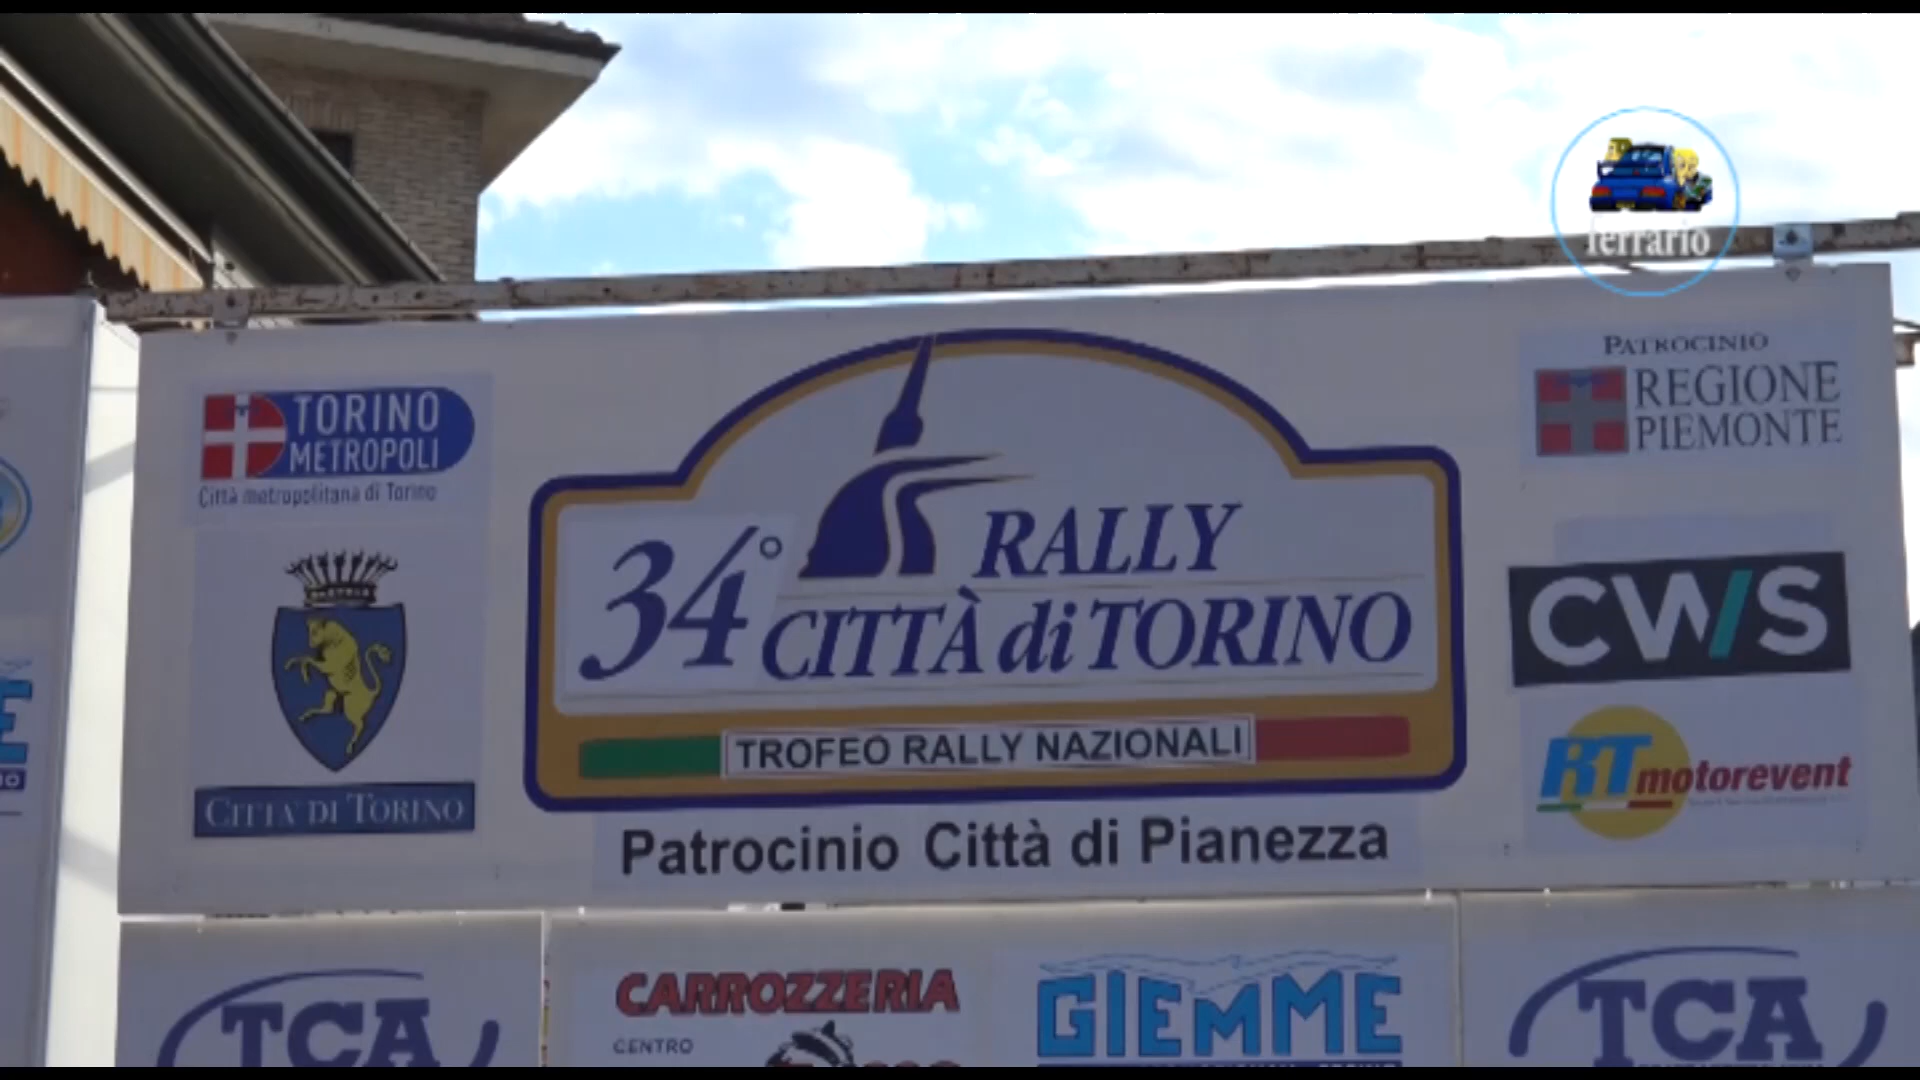 ferrario
PATROCINIO
REGIONE
PIEMONTE
TORINO
METROPOLI
Città metropolitana di Torino
34° RALLY
CITTÀ di TORINO
TROFEO RALLY NAZIONALI
Patrocinio Città di Pianezza
CITTA' DI TORINO
CW/S
RT motorevent
TCA
CARROZZERIA
CENTRO
GIEMME
TCA